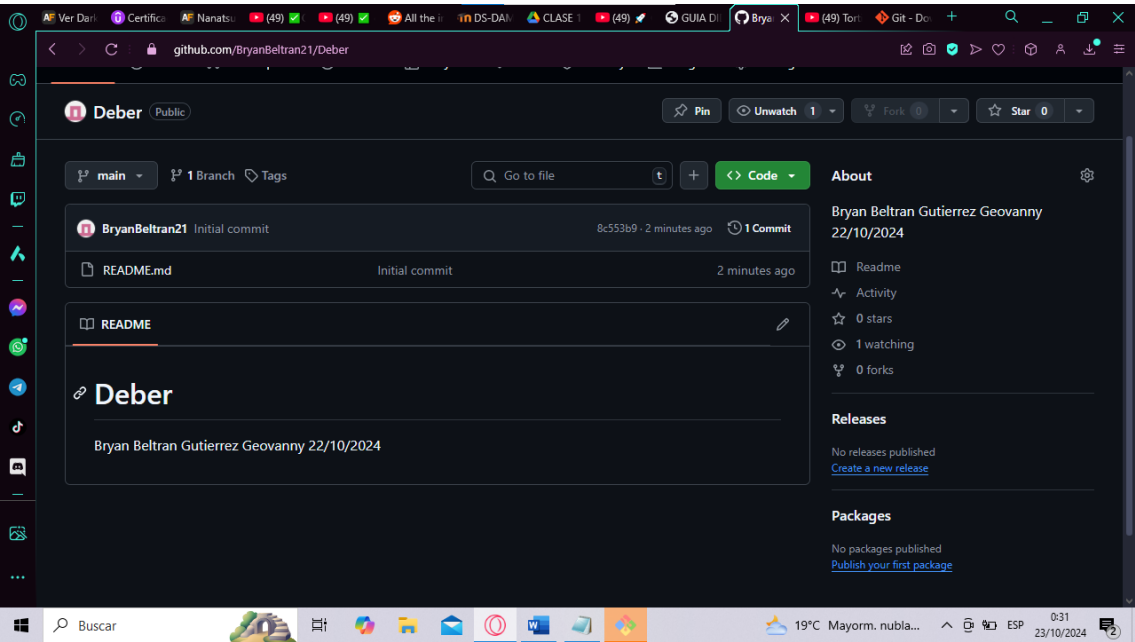 Ver Dark
Certifica
Nanatsu
(49)
(49)
All the i
DS-DAM
CLASE 1
(49)
GUIA DI
Brya
(49) Tort
Git - Do
github.com/BryanBeltran21/Deber
Deber Public
Pin
Unwatch 1
Fork 0
Star 0
main
1 Branch
Tags
Go to file t
Code
BryanBeltran21 Initial commit
8c553b9 · 2 minutes ago
1 Commit
README.md
Initial commit
2 minutes ago
README
Deber
Bryan Beltran Gutierrez Geovanny 22/10/2024
About
Bryan Beltran Gutierrez Geovanny
22/10/2024
Readme
Activity
0 stars
1 watching
0 forks
Releases
No releases published
Create a new release
Packages
No packages published
Publish your first package
Buscar
19°C Mayorm. nubla...
ESP
0:31
23/10/2024
2